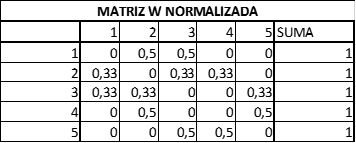 MATRIZ W NORMALIZADA
1 2 3 4 5 SUMA
1 0 0,5 0,5 0 0 1
2 0,33 0 0,33 0,33 0 1
3 0,33 0,33 0 0 0,33 1
4 0 0,5 0 0 0,5 1
5 0 0 0,5 0,5 0 1